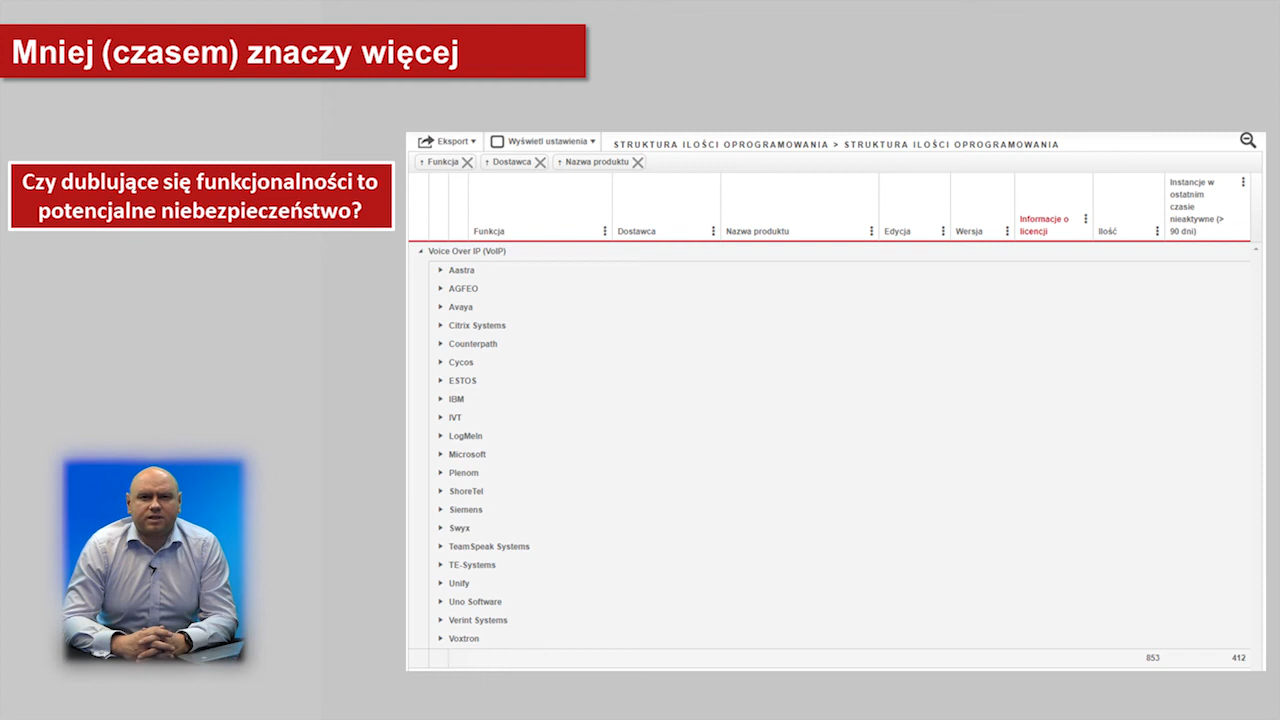 Mniej (czasem) znaczy więcej
Czy dublujące się funkcjonalności to
potencjalne niebezpieczeństwo?
Eksport
Wyświetl ustawienia
STRUKTURA ILOŚCI OPROGRAMOWANIA > STRUKTURA ILOŚCI OPROGRAMOWANIA
↑ Funkcja
↑ Dostawca
↑ Nazwa produktu
Funkcja
Dostawca
Nazwa produktu
Edycja
Wersja
Informacje o
licencji
Ilość
Instancje w
ostatnim
czasie
nieaktywne (>
90 dni)
Voice Over IP (VoIP)
Aastra
AGFEO
Avaya
Citrix Systems
Counterpath
Cycos
ESTOS
IBM
IVT
LogMeIn
Microsoft
Plenom
ShoreTel
Siemens
Swyx
TeamSpeak Systems
TE-Systems
Unify
Uno Software
Verint Systems
Voxtron
853
412